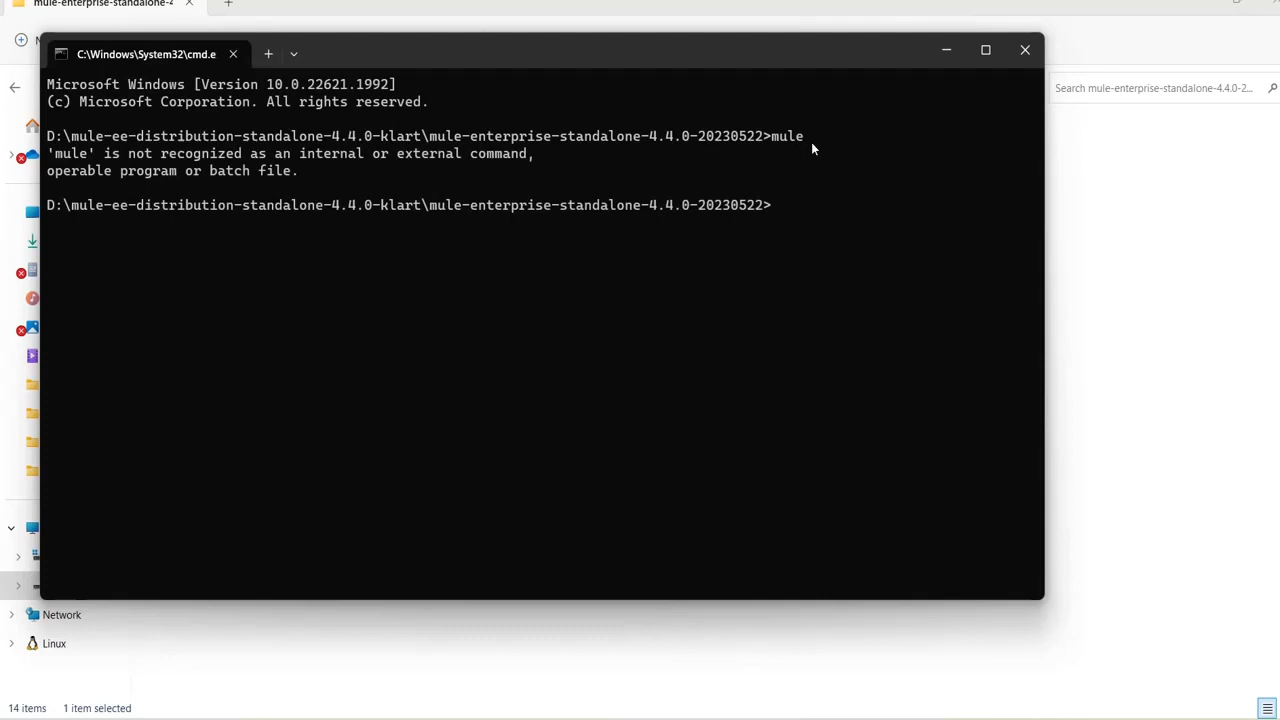 mule-enterprise-standalone-4
C:\Windows\System32\cmd.e
Search mule-enterprise-standalone-4.4.0-2...
Microsoft Windows [Version 10.0.22621.1992]
(c) Microsoft Corporation. All rights reserved.
D:\mule-ee-distribution-standalone-4.4.0-klart\mule-enterprise-standalone-4.4.0-20230522>mule
'mule' is not recognized as an internal or external command,
operable program or batch file.
D:\mule-ee-distribution-standalone-4.4.0-klart\mule-enterprise-standalone-4.4.0-20230522>
Network
Linux
14 items 1 item selected